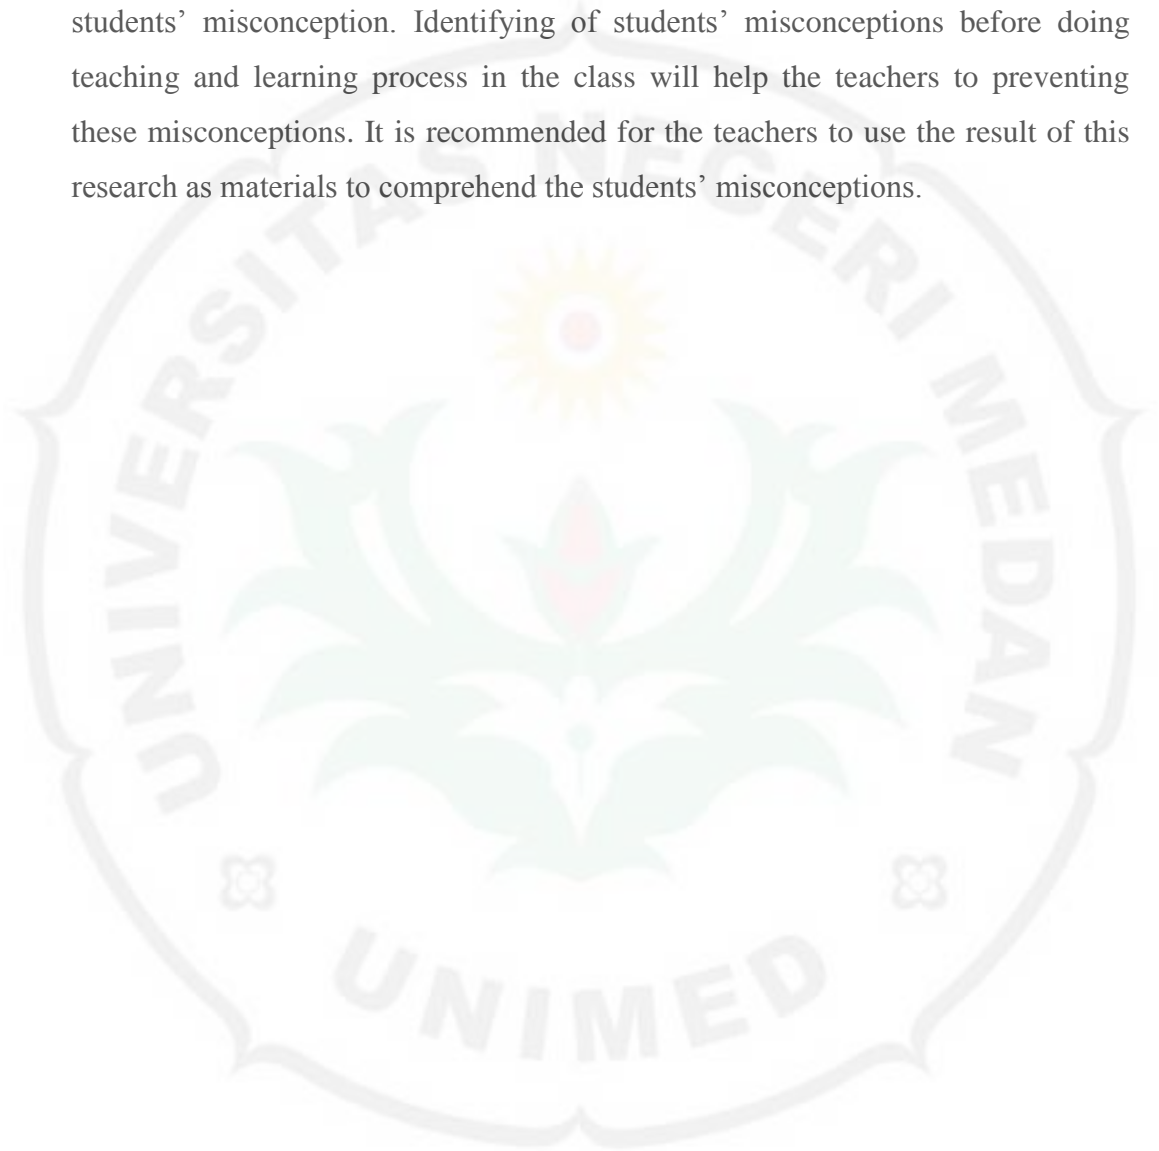 students’ misconception. Identifying of students’ misconceptions before doing
teaching and learning process in the class will help the teachers to preventing
these misconceptions. It is recommended for the teachers to use the result of this
research as materials to comprehend the students’ misconceptions.
UNIVERSITAS NEGERI MEDAN
UNIMED